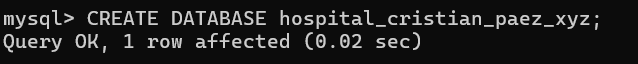 mysql> CREATE DATABASE hospital_cristian_paez_xyz;
Query OK, 1 row affected (0.02 sec)